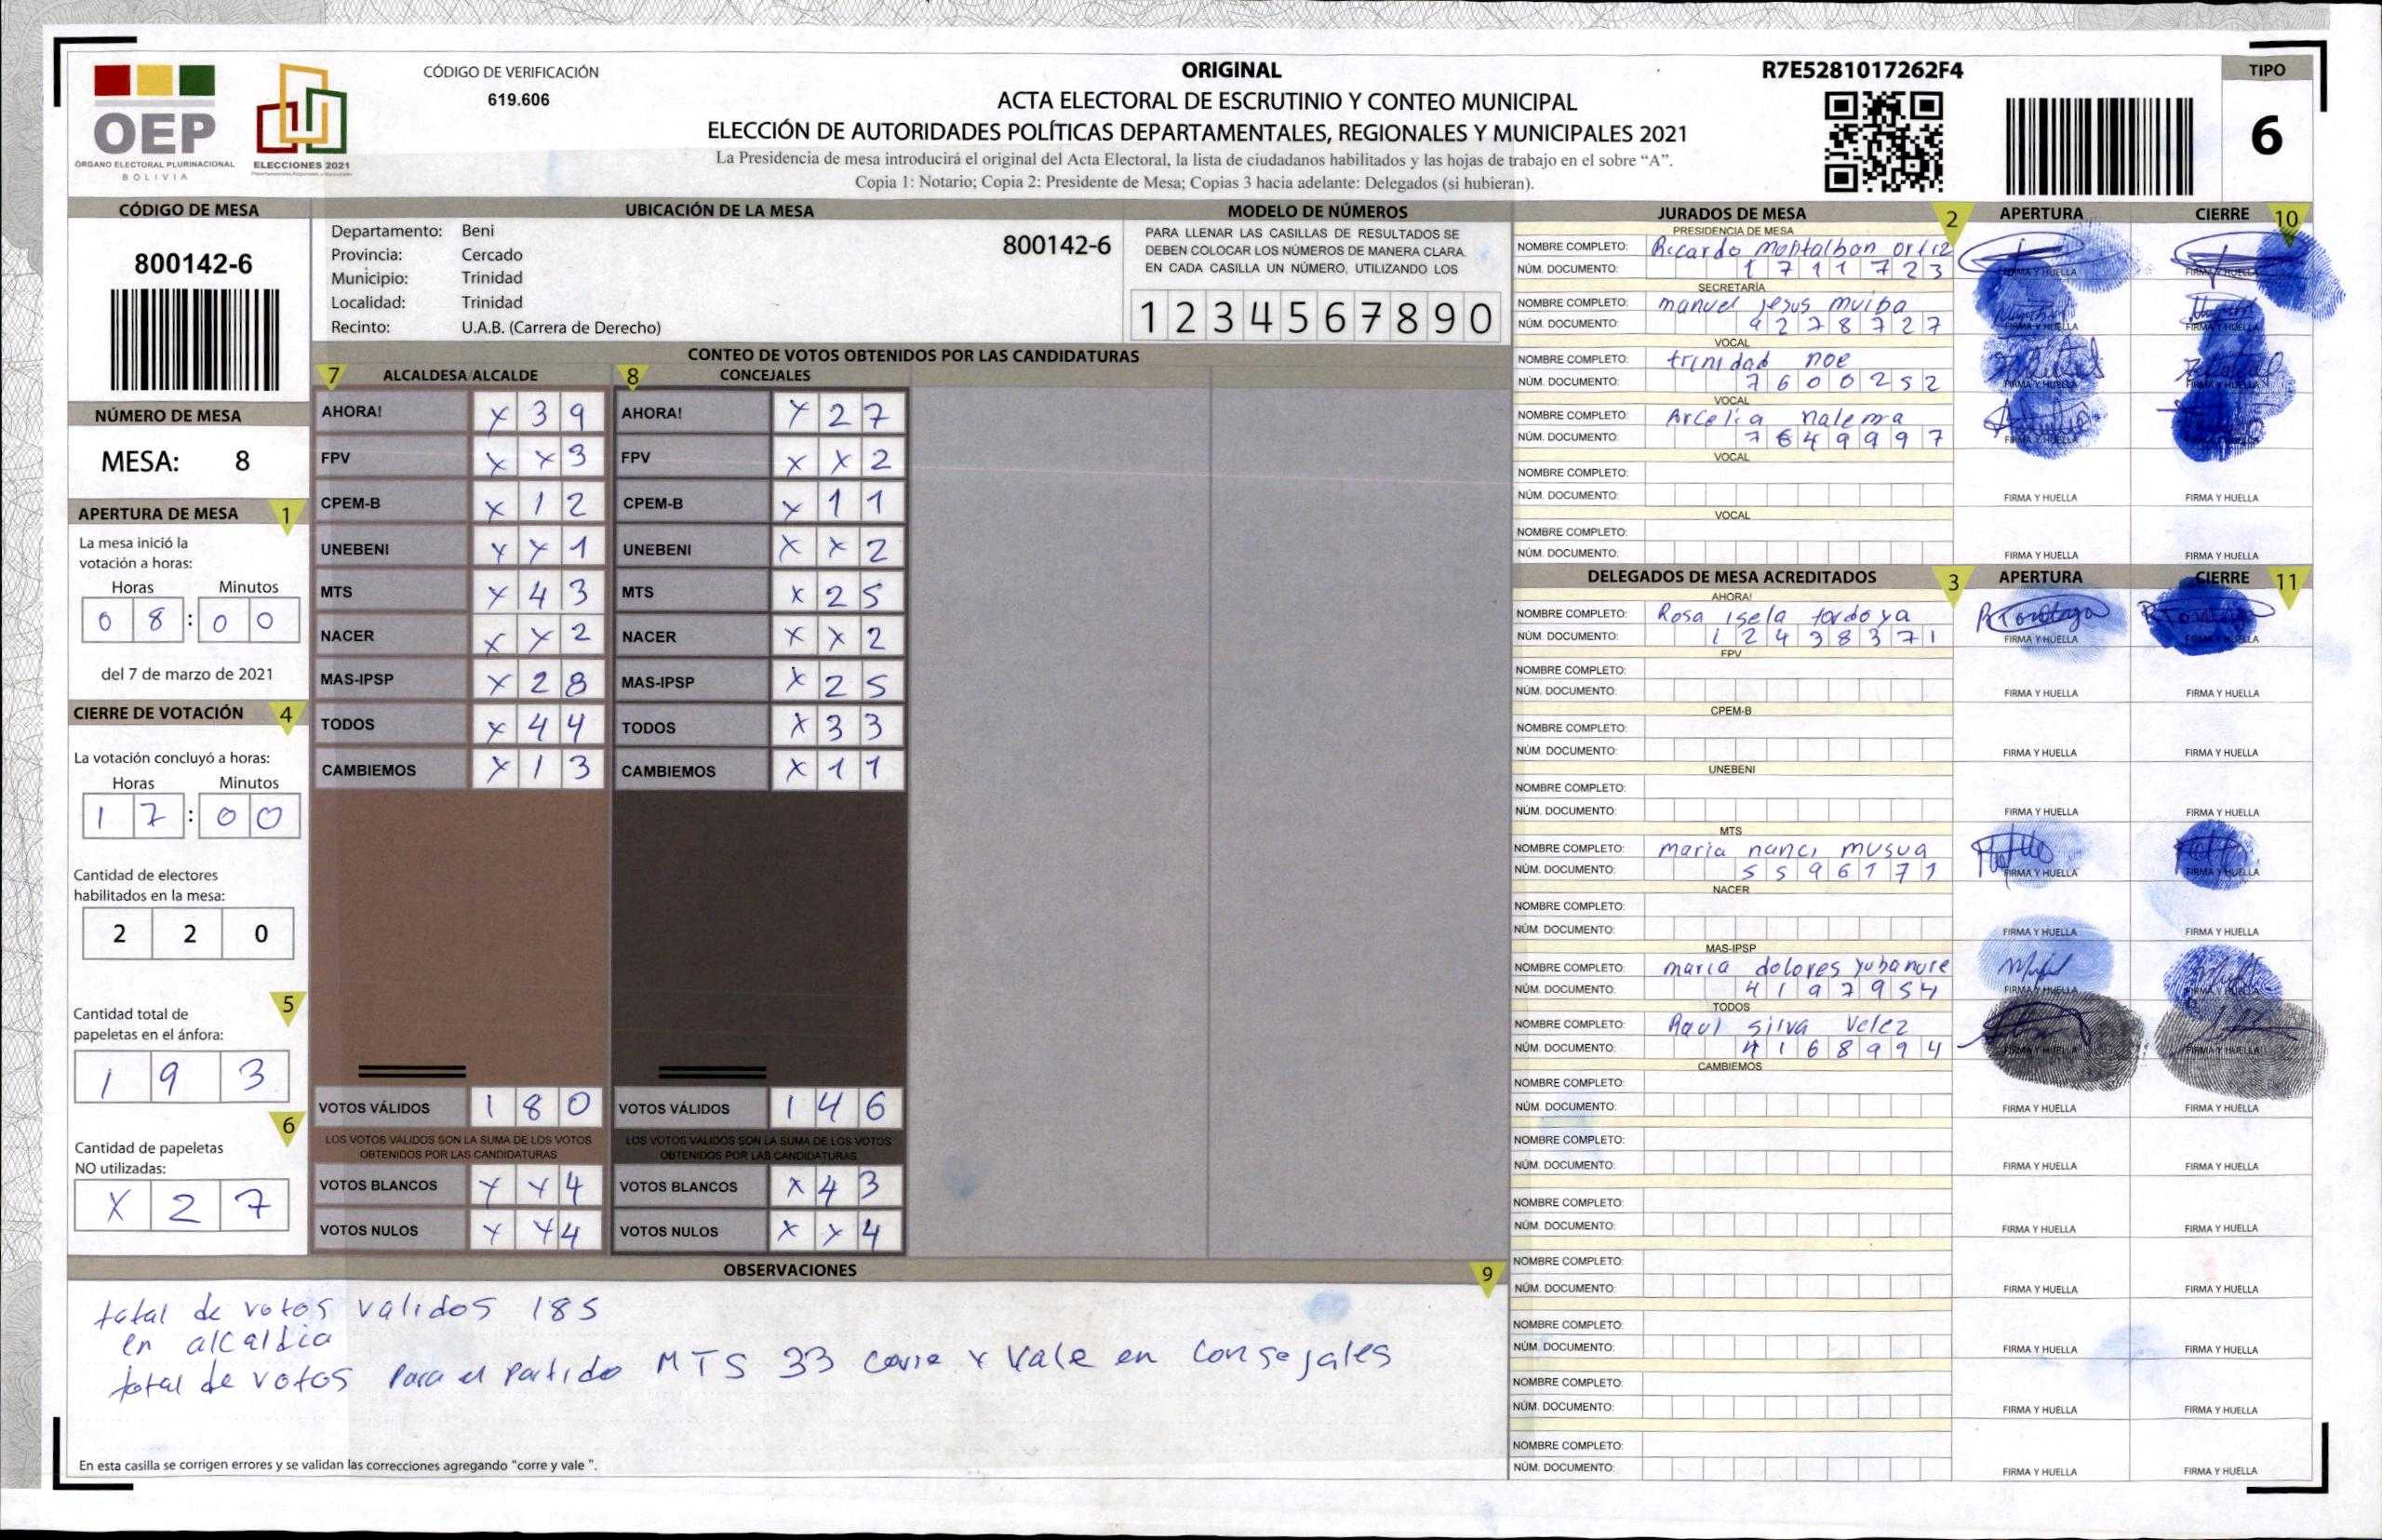 OEP
ÓRGANO ELECTORAL PLURINACIONAL
BOLIVIA
ELECCIONES 2021
CÓDIGO DE VERIFICACIÓN
619.606
ORIGINAL
ACTA ELECTORAL DE ESCRUTINIO Y CONTEO MUNICIPAL
ELECCIÓN DE AUTORIDADES POLÍTICAS DEPARTAMENTALES, REGIONALES Y MUNICIPALES 2021
La Presidencia de mesa introducirá el original del Acta Electoral, la lista de ciudadanos habilitados y las hojas de trabajo en el sobre “A”.
Copia 1: Notario; Copia 2: Presidente de Mesa; Copias 3 hacia adelante: Delegados (si hubieran).
R7E5281017262F4
TIPO
6
CÓDIGO DE MESA
800142-6
NÚMERO DE MESA
MESA: 8
APERTURA DE MESA 1
La mesa inició la
votación a horas:
Horas Minutos
0 8 : 0 0
del 7 de marzo de 2021
CIERRE DE VOTACIÓN 4
La votación concluyó a horas:
Horas Minutos
1 7 : 0 0
Cantidad de electores
habilitados en la mesa:
2 2 0
5
Cantidad total de
papeletas en el ánfora:
1 9 3
6
Cantidad de papeletas
NO utilizadas:
X 2 7
UBICACIÓN DE LA MESA
Departamento: Beni
Provincia: Cercado
Municipio: Trinidad
Localidad: Trinidad
Recinto: U.A.B. (Carrera de Derecho)
800142-6
MODELO DE NÚMEROS
PARA LLENAR LAS CASILLAS DE RESULTADOS SE
DEBEN COLOCAR LOS NÚMEROS DE MANERA CLARA
EN CADA CASILLA UN NÚMERO, UTILIZANDO LOS
1 2 3 4 5 6 7 8 9 0
CONTEO DE VOTOS OBTENIDOS POR LAS CANDIDATURAS
7 ALCALDESA/ALCALDE
AHORA! X 3 9
FPV X X 3
CPEM-B X 1 2
UNEBENI X X 1
MTS X 4 3
NACER X X 2
MAS-IPSP X 2 8
TODOS X 4 4
CAMBIEMOS X 1 3
VOTOS VÁLIDOS 1 8 0
LOS VOTOS VÁLIDOS SON LA SUMA DE LOS VOTOS
OBTENIDOS POR LAS CANDIDATURAS
VOTOS BLANCOS X X 4
VOTOS NULOS X X 4
8 CONCEJALES
AHORA! X 2 7
FPV X X 2
CPEM-B X 1 1
UNEBENI X X 2
MTS X 2 5
NACER X X 2
MAS-IPSP X 2 5
TODOS X 3 3
CAMBIEMOS X 1 1
VOTOS VÁLIDOS 1 4 6
LOS VOTOS VÁLIDOS SON LA SUMA DE LOS VOTOS
OBTENIDOS POR LAS CANDIDATURAS
VOTOS BLANCOS X 4 3
VOTOS NULOS X X 4
OBSERVACIONES 9
total de votos validos 185
en alcaldia
total de votos para el partido MTS 33 corre y vale en consejales
En esta casilla se corrigen errores y se validan las correcciones agregando "corre y vale ".
JURADOS DE MESA 2 APERTURA CIERRE 10
PRESIDENCIA DE MESA
NOMBRE COMPLETO: Ricardo montalban ortiz
NÚM. DOCUMENTO: 1 7 1 1 7 2 3 FIRMA Y HUELLA FIRMA Y HUELLA
SECRETARÍA
NOMBRE COMPLETO: manuel jesus muiba
NÚM. DOCUMENTO: 4 2 7 8 7 2 7 FIRMA Y HUELLA FIRMA Y HUELLA
VOCAL
NOMBRE COMPLETO: trinidad noe
NÚM. DOCUMENTO: 7 6 0 0 2 5 2 FIRMA Y HUELLA FIRMA Y HUELLA
VOCAL
NOMBRE COMPLETO: Arcelia nalema
NÚM. DOCUMENTO: 7 6 4 9 9 9 7 FIRMA Y HUELLA FIRMA Y HUELLA
VOCAL
NOMBRE COMPLETO:
NÚM. DOCUMENTO: FIRMA Y HUELLA FIRMA Y HUELLA
VOCAL
NOMBRE COMPLETO:
NÚM. DOCUMENTO: FIRMA Y HUELLA FIRMA Y HUELLA
DELEGADOS DE MESA ACREDITADOS 3 APERTURA CIERRE 11
AHORA!
NOMBRE COMPLETO: Rosa isela tordoya
NÚM. DOCUMENTO: 1 2 4 3 8 3 7 1 FIRMA Y HUELLA FIRMA Y HUELLA
FPV
NOMBRE COMPLETO:
NÚM. DOCUMENTO: FIRMA Y HUELLA FIRMA Y HUELLA
CPEM-B
NOMBRE COMPLETO:
NÚM. DOCUMENTO: FIRMA Y HUELLA FIRMA Y HUELLA
UNEBENI
NOMBRE COMPLETO:
NÚM. DOCUMENTO: FIRMA Y HUELLA FIRMA Y HUELLA
MTS
NOMBRE COMPLETO: maria nanci musua
NÚM. DOCUMENTO: 5 5 9 6 1 7 1 FIRMA Y HUELLA FIRMA Y HUELLA
NACER
NOMBRE COMPLETO:
NÚM. DOCUMENTO: FIRMA Y HUELLA FIRMA Y HUELLA
MAS-IPSP
NOMBRE COMPLETO: maria dolores yubanure
NÚM. DOCUMENTO: 4 1 9 2 9 5 4 FIRMA Y HUELLA FIRMA Y HUELLA
TODOS
NOMBRE COMPLETO: Raul silva velez
NÚM. DOCUMENTO: 4 1 6 8 9 9 4 FIRMA Y HUELLA FIRMA Y HUELLA
CAMBIEMOS
NOMBRE COMPLETO:
NÚM. DOCUMENTO: FIRMA Y HUELLA FIRMA Y HUELLA
NOMBRE COMPLETO:
NÚM. DOCUMENTO: FIRMA Y HUELLA FIRMA Y HUELLA
NOMBRE COMPLETO:
NÚM. DOCUMENTO: FIRMA Y HUELLA FIRMA Y HUELLA
NOMBRE COMPLETO:
NÚM. DOCUMENTO: FIRMA Y HUELLA FIRMA Y HUELLA
NOMBRE COMPLETO:
NÚM. DOCUMENTO: FIRMA Y HUELLA FIRMA Y HUELLA
NOMBRE COMPLETO:
NÚM. DOCUMENTO: FIRMA Y HUELLA FIRMA Y HUELLA
NOMBRE COMPLETO:
NÚM. DOCUMENTO: FIRMA Y HUELLA FIRMA Y HUELLA